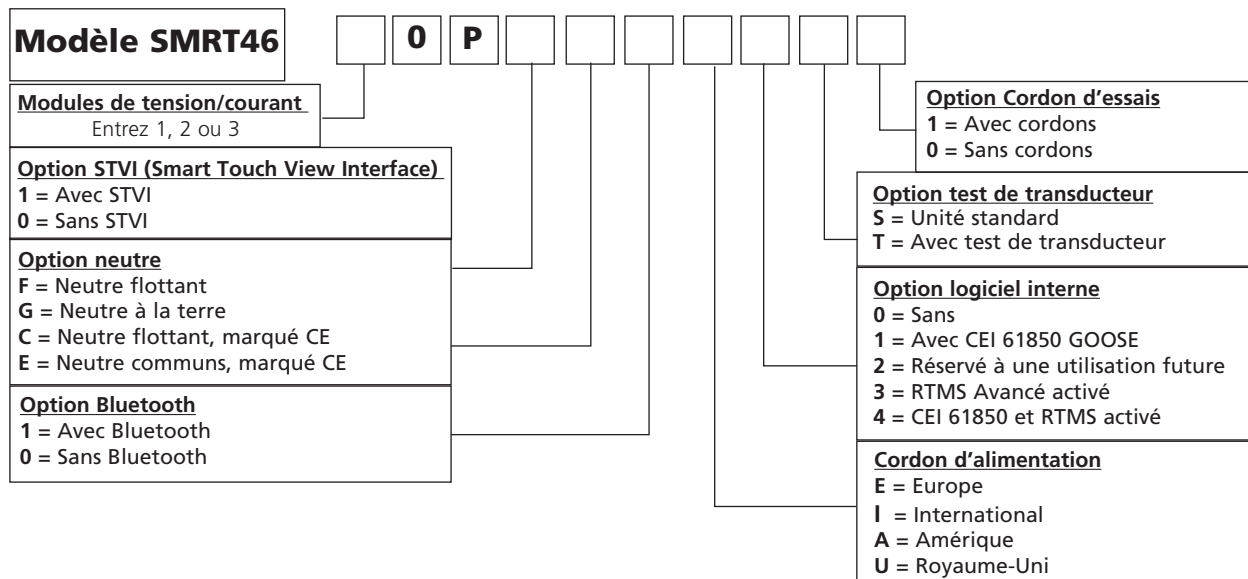 Modèle SMRT46
0 P
Modules de tension/courant
Entrez 1, 2 ou 3
Option STVI (Smart Touch View Interface)
1 = Avec STVI
0 = Sans STVI
Option neutre
F = Neutre flottant
G = Neutre à la terre
C = Neutre flottant, marqué CE
E = Neutre communs, marqué CE
Option Bluetooth
1 = Avec Bluetooth
0 = Sans Bluetooth
Option Cordon d'essais
1 = Avec cordons
0 = Sans cordons
Option test de transducteur
S = Unité standard
T = Avec test de transducteur
Option logiciel interne
0 = Sans
1 = Avec CEI 61850 GOOSE
2 = Réservé à une utilisation future
3 = RTMS Avancé activé
4 = CEI 61850 et RTMS activé
Cordon d’alimentation
E = Europe
I = International
A = Amérique
U = Royaume-Uni